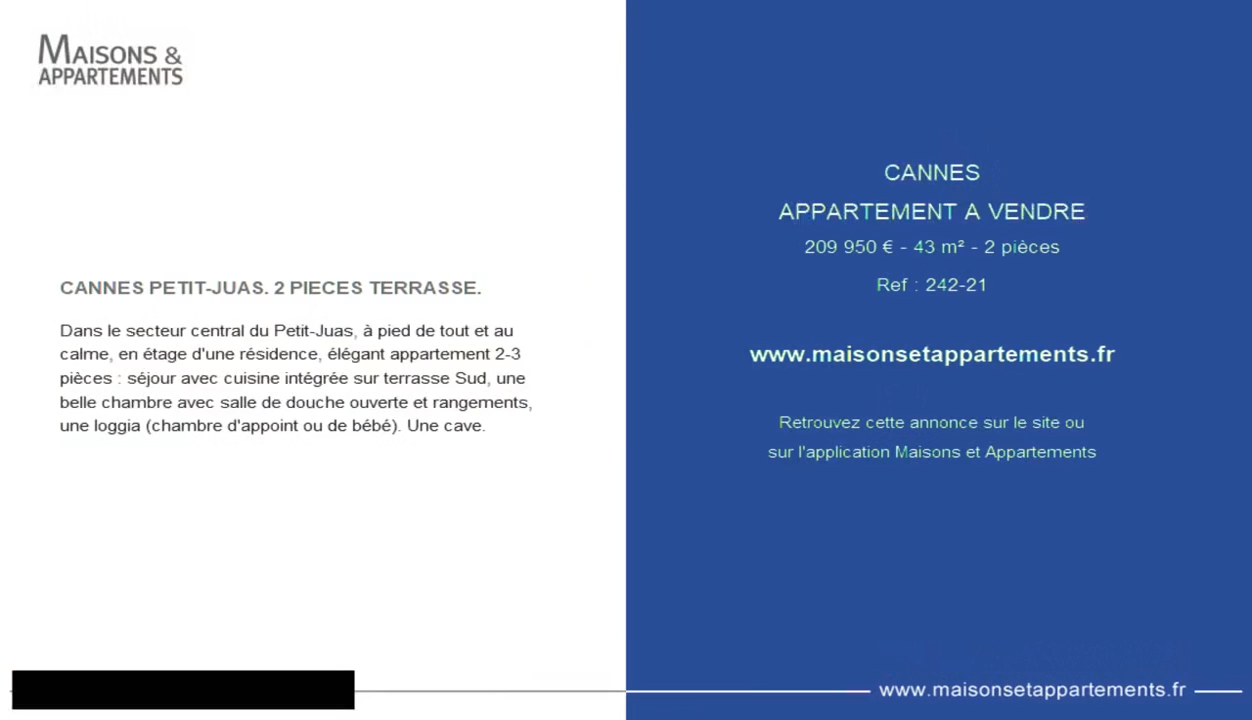 MAISONS &
APPARTEMENTS
CANNES PETIT-JUAS. 2 PIECES TERRASSE.
Dans le secteur central du Petit-Juas, à pied de tout et au
calme, en étage d'une résidence, élégant appartement 2-3
pièces : séjour avec cuisine intégrée sur terrasse Sud, une
belle chambre avec salle de douche ouverte et rangements,
une loggia (chambre d'appoint ou de bébé). Une cave.
CANNES
APPARTEMENT A VENDRE
209 950 € - 43 m² - 2 pièces
Ref : 242-21
www.maisonsetappartements.fr
Retrouvez cette annonce sur le site ou
sur l'application Maisons et Appartements
www.maisonsetappartements.fr